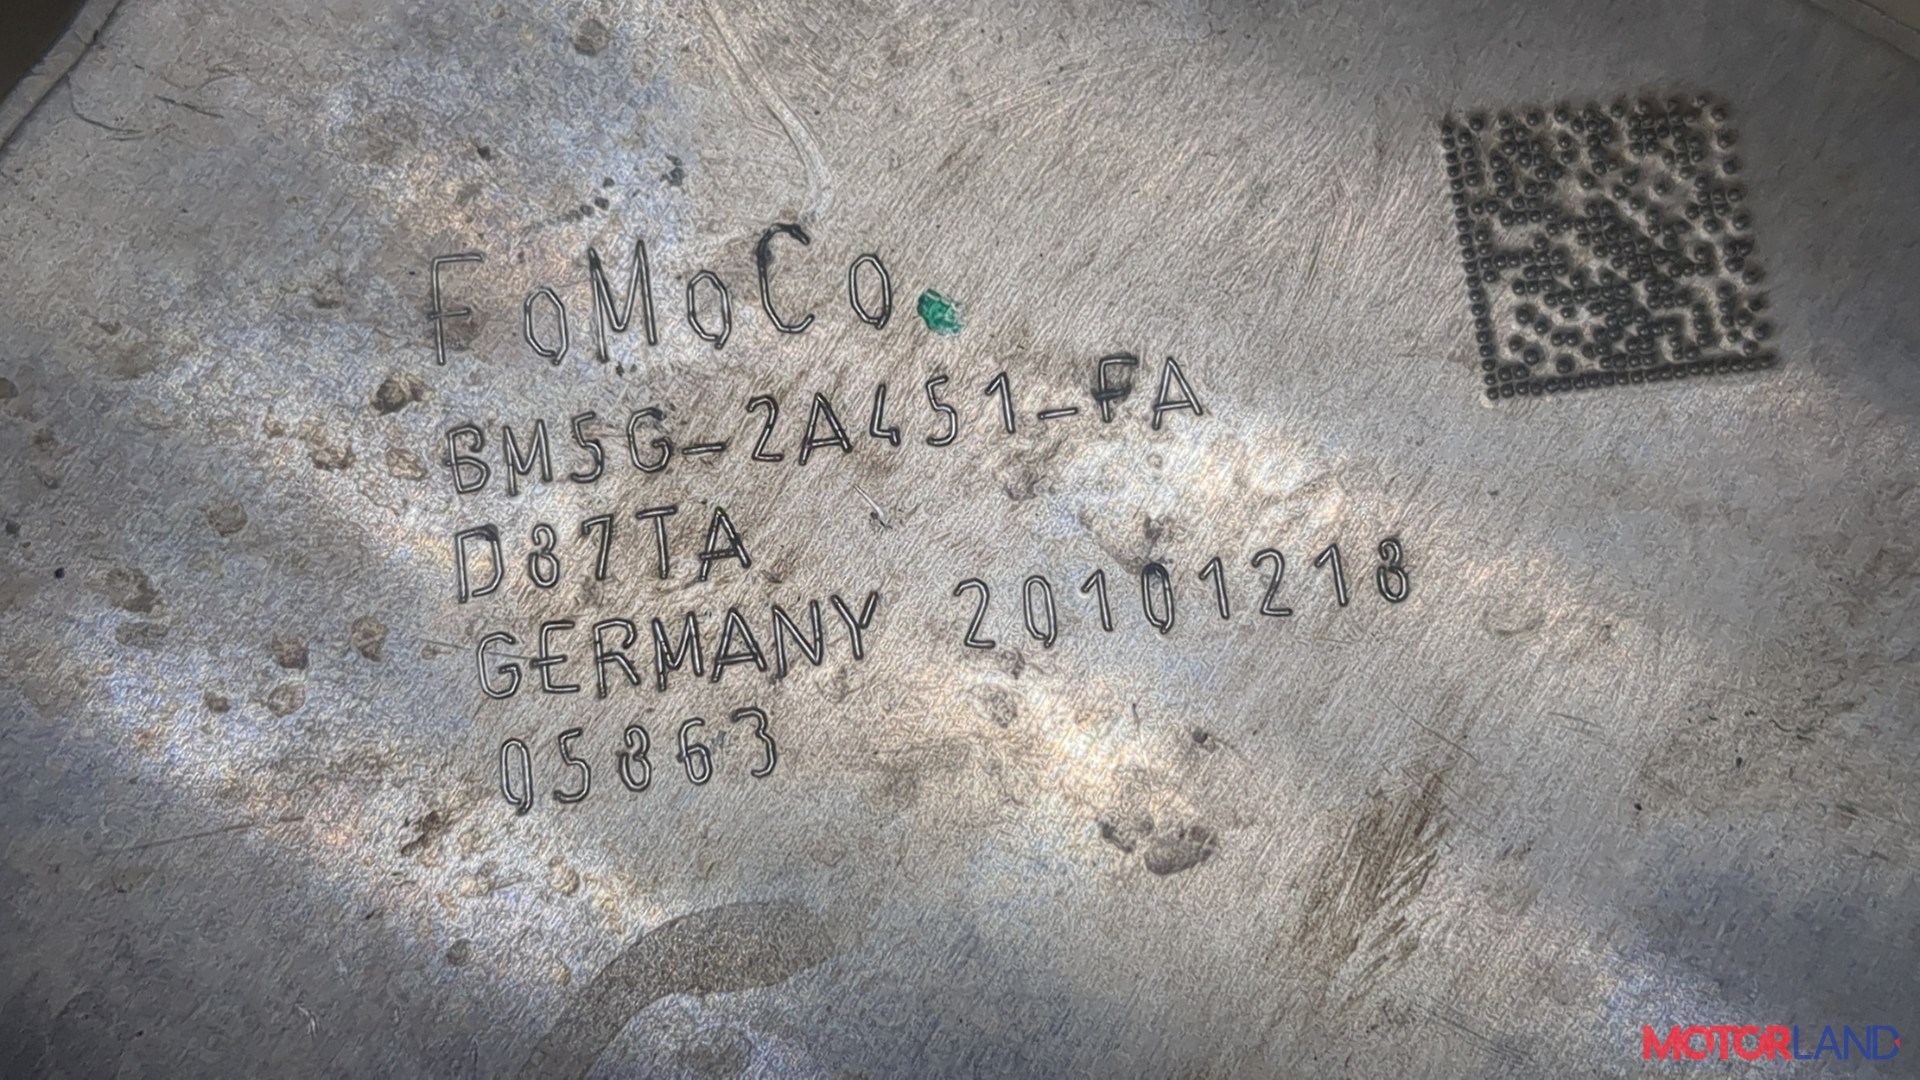 FoMoCo
BM5G-2A451-FA
D87TA
GERMANY 20101218
05863
MOTORLAND